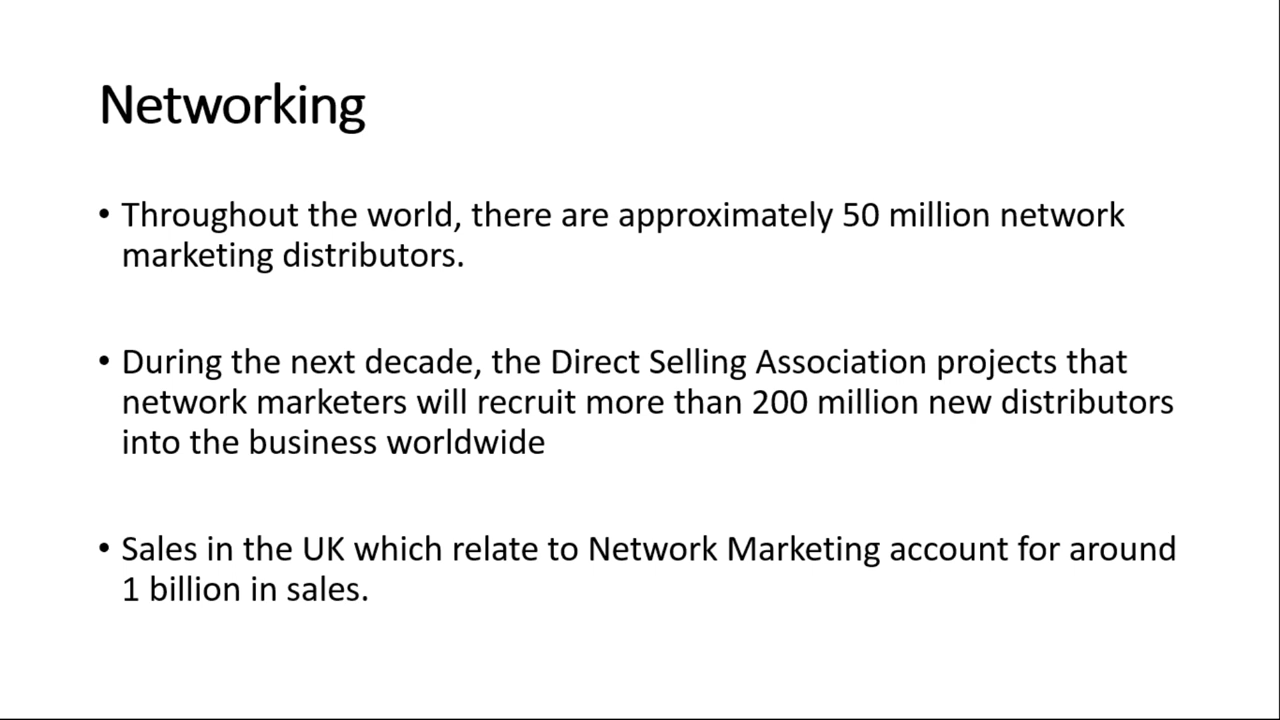 Networking
• Throughout the world, there are approximately 50 million network
marketing distributors.
• During the next decade, the Direct Selling Association projects that
network marketers will recruit more than 200 million new distributors
into the business worldwide
• Sales in the UK which relate to Network Marketing account for around
1 billion in sales.